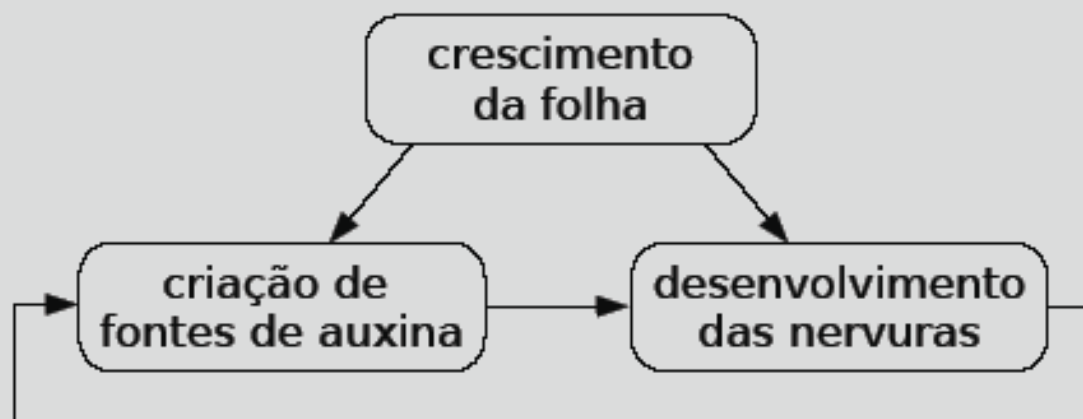 crescimento
da folha
criação de
fontes de auxina
desenvolvimento
das nervuras